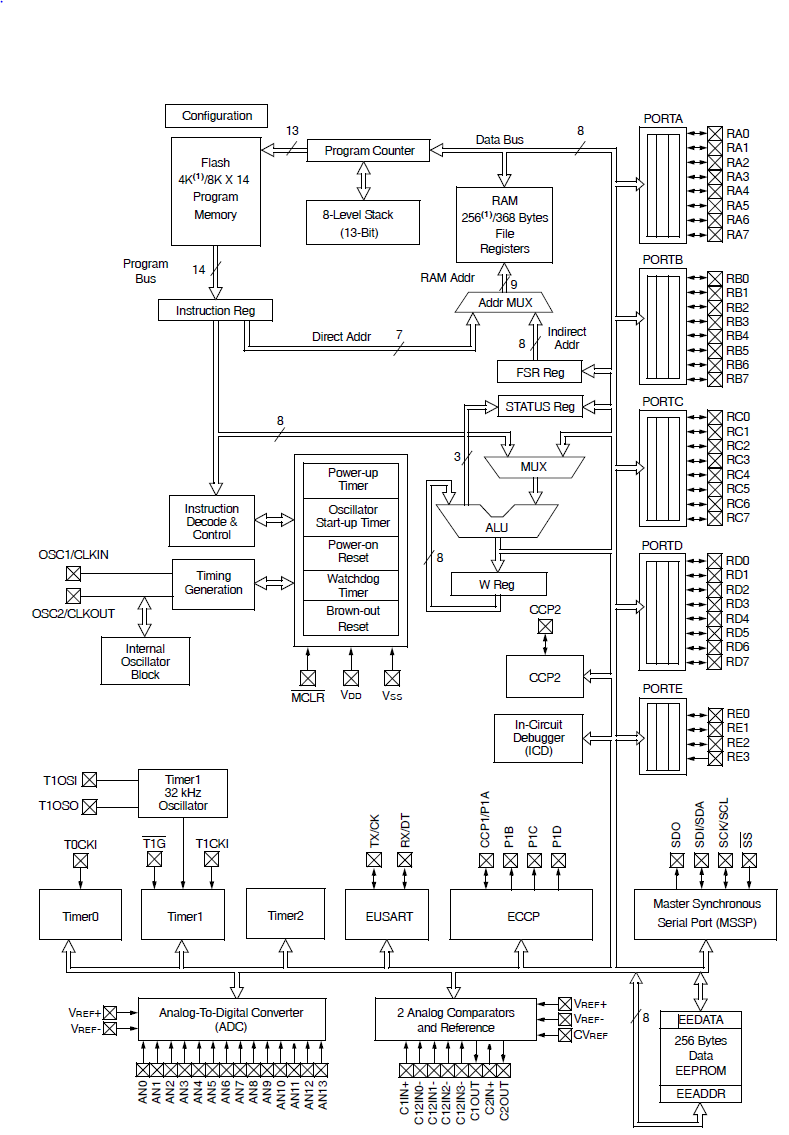 Configuration
13
Data Bus
8
PORTA
Flash
4K(1)/8K X 14
Program
Memory
Program Counter
8-Level Stack
(13-Bit)
RAM
256(1)/368 Bytes
File
Registers
RA0
RA1
RA2
RA3
RA4
RA5
RA6
RA7
Program
Bus
14
RAM Addr
9
Addr MUX
PORTB
Instruction Reg
Direct Addr
7
8
Indirect
Addr
RB0
RB1
RB2
RB3
RB4
RB5
RB6
RB7
FSR Reg
STATUS Reg
PORTC
8
3
MUX
RC0
RC1
RC2
RC3
RC4
RC5
RC6
RC7
Power-up
Timer
Oscillator
Start-up Timer
Power-on
Reset
Watchdog
Timer
Brown-out
Reset
Instruction
Decode &
Control
ALU
8
W Reg
OSC1/CLKIN
OSC2/CLKOUT
Timing
Generation
Internal
Oscillator
Block
MCLR
VDD
VSS
CCP2
CCP2
PORTD
RD0
RD1
RD2
RD3
RD4
RD5
RD6
RD7
In-Circuit
Debugger
(ICD)
PORTE
RE0
RE1
RE2
RE3
T1OSI
T1OSO
Timer1
32 kHz
Oscillator
T0CKI
T1G
T1CKI
TX/CK
RX/DT
CCP1/P1A
P1B
P1C
P1D
SDO
SDI/SDA
SCK/SCL
SS
Timer0
Timer1
Timer2
EUSART
ECCP
Master Synchronous
Serial Port (MSSP)
VREF+
VREF-
Analog-To-Digital Converter
(ADC)
2 Analog Comparators
and Reference
VREF+
VREF-
CVREF
8
EEDATA
256 Bytes
Data
EEPROM
EEADDR
AN0
AN1
AN2
AN3
AN4
AN5
AN6
AN7
AN8
AN9
AN10
AN11
AN12
AN13
C1IN+
C12IN0-
C12IN1-
C12IN2-
C12IN3-
C1OUT
C2IN+
C2OUT